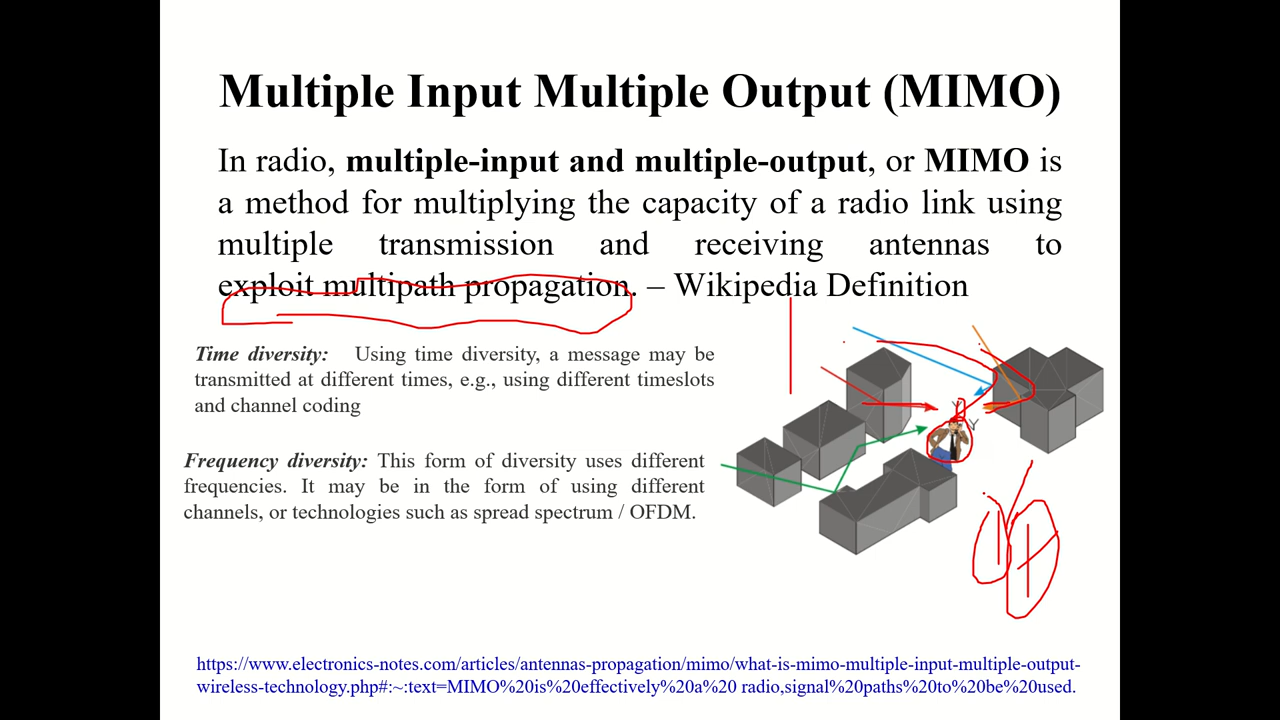 Multiple Input Multiple Output (MIMO)
In radio, multiple-input and multiple-output, or MIMO is
a method for multiplying the capacity of a radio link using
multiple transmission and receiving antennas to
exploit multipath propagation. – Wikipedia Definition
Time diversity: Using time diversity, a message may be
transmitted at different times, e.g., using different timeslots
and channel coding
Frequency diversity: This form of diversity uses different
frequencies. It may be in the form of using different
channels, or technologies such as spread spectrum / OFDM.
https://www.electronics-notes.com/articles/antennas-propagation/mimo/what-is-mimo-multiple-input-multiple-output-
wireless-technology.php#:~:text=MIMO%20is%20effectively%20a%20 radio,signal%20paths%20to%20be%20used.